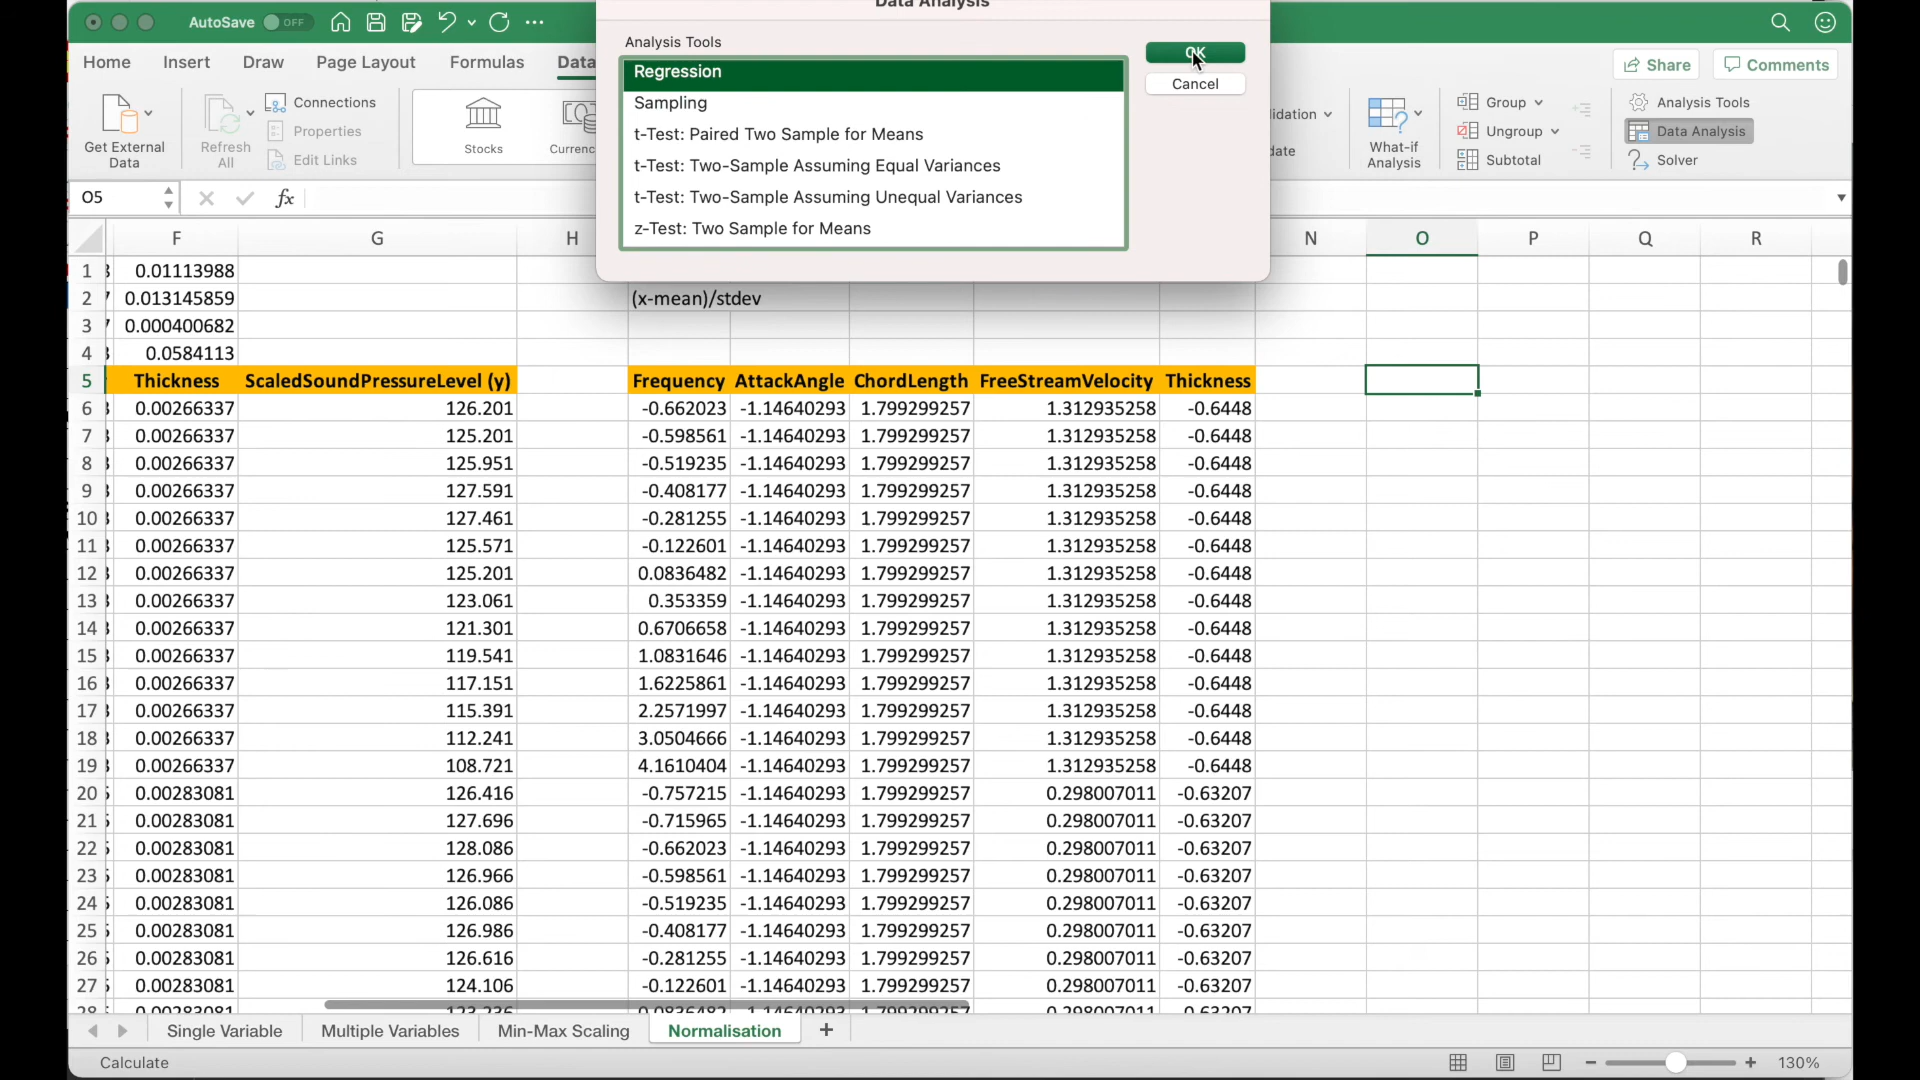 AutoSave OFF
Data Analysis
Home Insert Draw Page Layout Formulas Data Share Comments
Analysis Tools
Regression
Sampling
t-Test: Paired Two Sample for Means
t-Test: Two-Sample Assuming Equal Variances
t-Test: Two-Sample Assuming Unequal Variances
z-Test: Two Sample for Means
OK
Cancel
Get External Data
Refresh All
Connections
Properties
Edit Links
Stocks
Currenc
lidation
date
What-if Analysis
Group
Ungroup
Subtotal
Analysis Tools
Data Analysis
Solver
O5 fx
F G H N O P Q R
1 0.01113988
2 0.013145859 (x-mean)/stdev
3 0.000400682
4 0.0584113
5 Thickness ScaledSoundPressureLevel (y) Frequency AttackAngle ChordLength FreeStreamVelocity Thickness
6 0.00266337 126.201 -0.662023 -1.14640293 1.799299257 1.312935258 -0.6448
7 0.00266337 125.201 -0.598561 -1.14640293 1.799299257 1.312935258 -0.6448
8 0.00266337 125.951 -0.519235 -1.14640293 1.799299257 1.312935258 -0.6448
9 0.00266337 127.591 -0.408177 -1.14640293 1.799299257 1.312935258 -0.6448
10 0.00266337 127.461 -0.281255 -1.14640293 1.799299257 1.312935258 -0.6448
11 0.00266337 125.571 -0.122601 -1.14640293 1.799299257 1.312935258 -0.6448
12 0.00266337 125.201 0.0836482 -1.14640293 1.799299257 1.312935258 -0.6448
13 0.00266337 123.061 0.353359 -1.14640293 1.799299257 1.312935258 -0.6448
14 0.00266337 121.301 0.6706658 -1.14640293 1.799299257 1.312935258 -0.6448
15 0.00266337 119.541 1.0831646 -1.14640293 1.799299257 1.312935258 -0.6448
16 0.00266337 117.151 1.6225861 -1.14640293 1.799299257 1.312935258 -0.6448
17 0.00266337 115.391 2.2571997 -1.14640293 1.799299257 1.312935258 -0.6448
18 0.00266337 112.241 3.0504666 -1.14640293 1.799299257 1.312935258 -0.6448
19 0.00266337 108.721 4.1610404 -1.14640293 1.799299257 1.312935258 -0.6448
20 0.00283081 126.416 -0.757215 -1.14640293 1.799299257 0.298007011 -0.63207
21 0.00283081 127.696 -0.715965 -1.14640293 1.799299257 0.298007011 -0.63207
22 0.00283081 128.086 -0.662023 -1.14640293 1.799299257 0.298007011 -0.63207
23 0.00283081 126.966 -0.598561 -1.14640293 1.799299257 0.298007011 -0.63207
24 0.00283081 126.086 -0.519235 -1.14640293 1.799299257 0.298007011 -0.63207
25 0.00283081 126.986 -0.408177 -1.14640293 1.799299257 0.298007011 -0.63207
26 0.00283081 126.616 -0.281255 -1.14640293 1.799299257 0.298007011 -0.63207
27 0.00283081 124.106 -0.122601 -1.14640293 1.799299257 0.298007011 -0.63207
Single Variable Multiple Variables Min-Max Scaling Normalisation
Calculate 130%